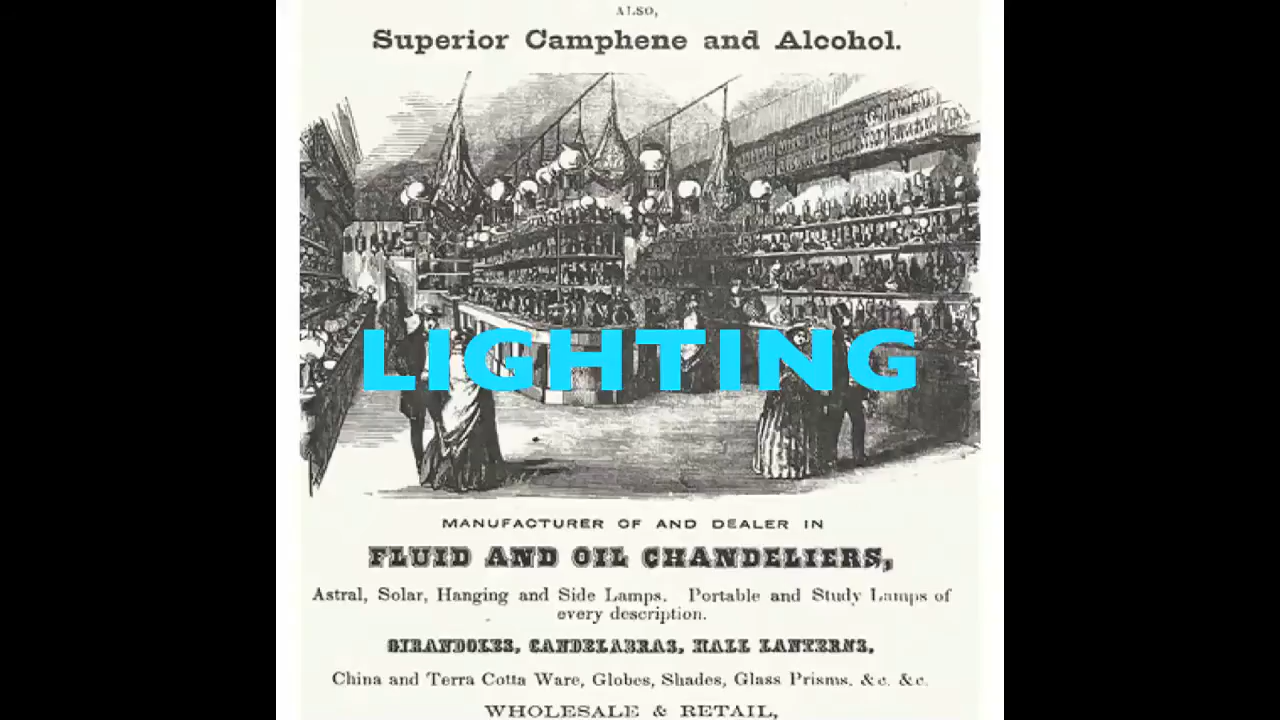 ALSO,
Superior Camphene and Alcohol.
LIGHTING
MANUFACTURER OF AND DEALER IN
FLUID AND OIL CHANDELIERS,
Astral, Solar, Hanging and Side Lamps. Portable and Study Lamps of
every description.
GIRANDOLES, CANDELABRAS, HALL LANTERNS,
China and Terra Cotta Ware, Globes, Shades, Glass Prisms, &c. &c.
WHOLESALE & RETAIL,